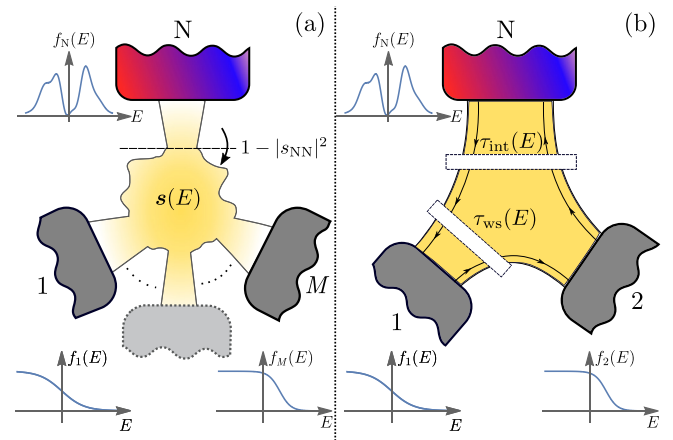 N
(a)
f_N(E)
E
1 − |s_NN|²
s(E)
1
M
f_1(E)
E
f_M(E)
E
N
(b)
f_N(E)
E
τ_int(E)
τ_ws(E)
1
2
f_1(E)
E
f_2(E)
E